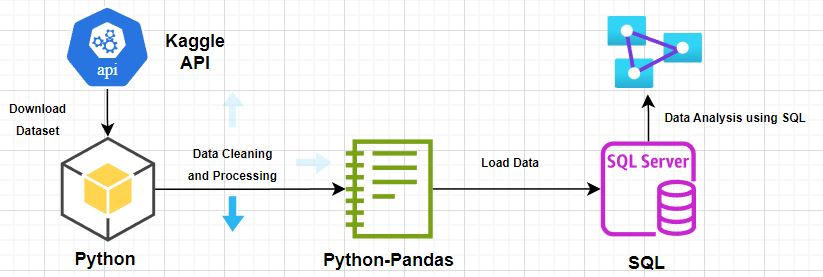 api
Kaggle
API
Download
Dataset
Data Cleaning
and Processing
Load Data
SQL Server
Data Analysis using SQL
Python
Python-Pandas
SQL